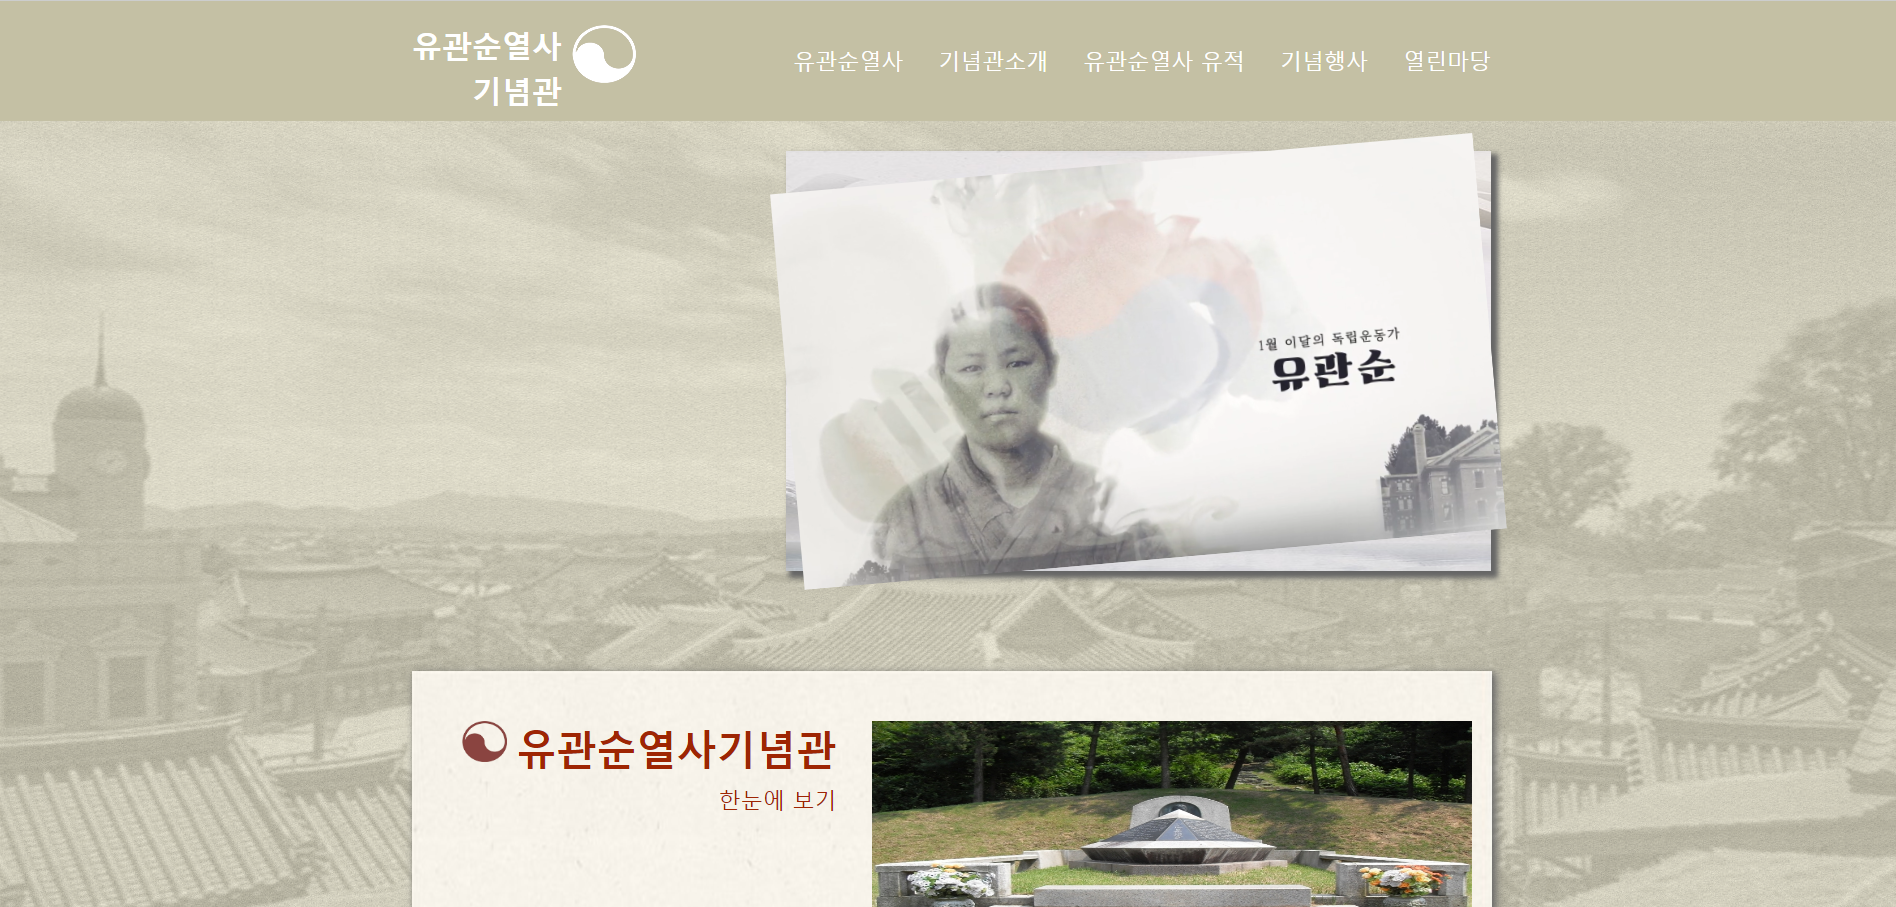 유관순열사
기념관
유관순열사 기념관소개 유관순열사 유적 기념행사 열린마당
1월 이달의 독립운동가
유관순
유관순열사기념관
한눈에 보기